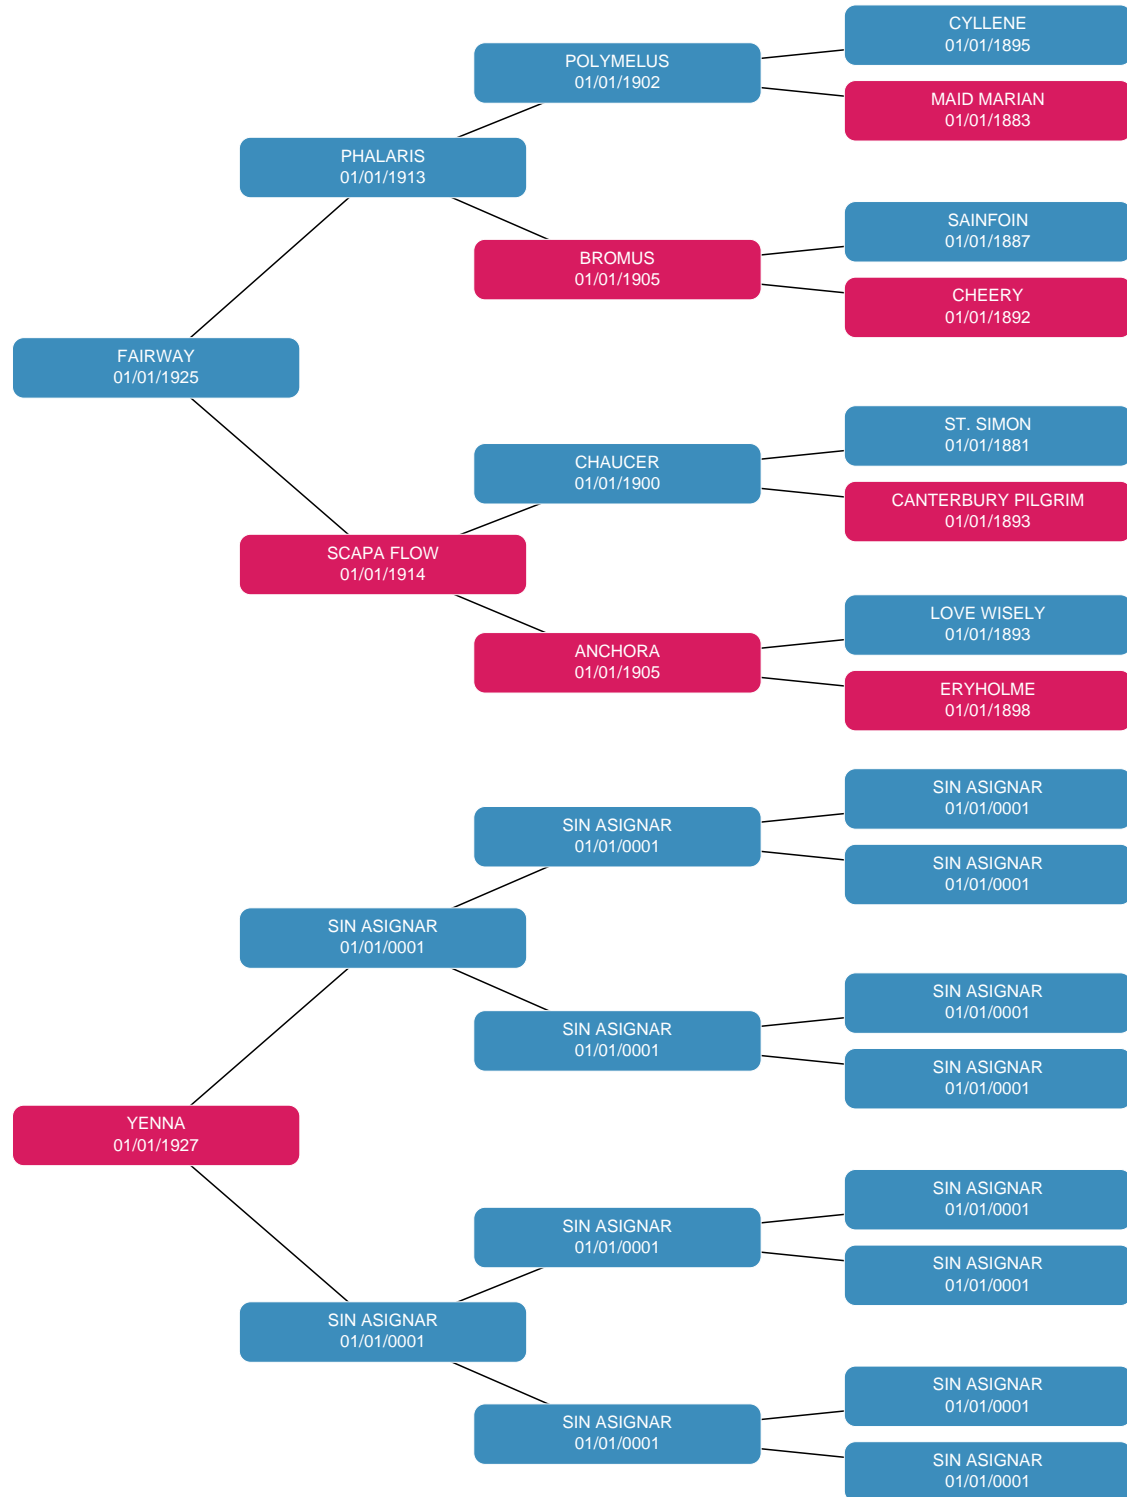 CYLLENE
01/01/1895
POLYMELUS
01/01/1902
MAID MARIAN
01/01/1883
PHALARIS
01/01/1913
SAINFOIN
01/01/1887
BROMUS
01/01/1905
CHEERY
01/01/1892
FAIRWAY
01/01/1925
ST. SIMON
01/01/1881
CHAUCER
01/01/1900
CANTERBURY PILGRIM
01/01/1893
SCAPA FLOW
01/01/1914
LOVE WISELY
01/01/1893
ANCHORA
01/01/1905
ERYHOLME
01/01/1898
SIN ASIGNAR
01/01/0001
SIN ASIGNAR
01/01/0001
SIN ASIGNAR
01/01/0001
SIN ASIGNAR
01/01/0001
SIN ASIGNAR
01/01/0001
SIN ASIGNAR
01/01/0001
SIN ASIGNAR
01/01/0001
YENNA
01/01/1927
SIN ASIGNAR
01/01/0001
SIN ASIGNAR
01/01/0001
SIN ASIGNAR
01/01/0001
SIN ASIGNAR
01/01/0001
SIN ASIGNAR
01/01/0001
SIN ASIGNAR
01/01/0001
SIN ASIGNAR
01/01/0001